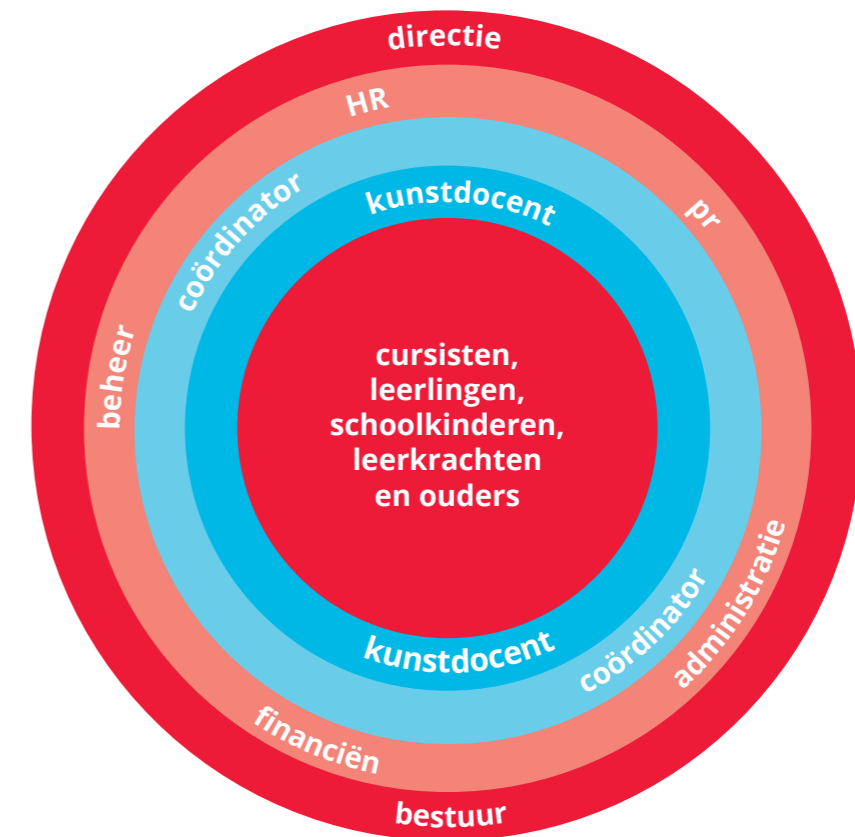 directie
HR
pr
coördinator
kunstdocent
beheer
cursisten,
leerlingen,
schoolkinderen,
leerkrachten
en ouders
administratie
coördinator
kunstdocent
financiën
bestuur